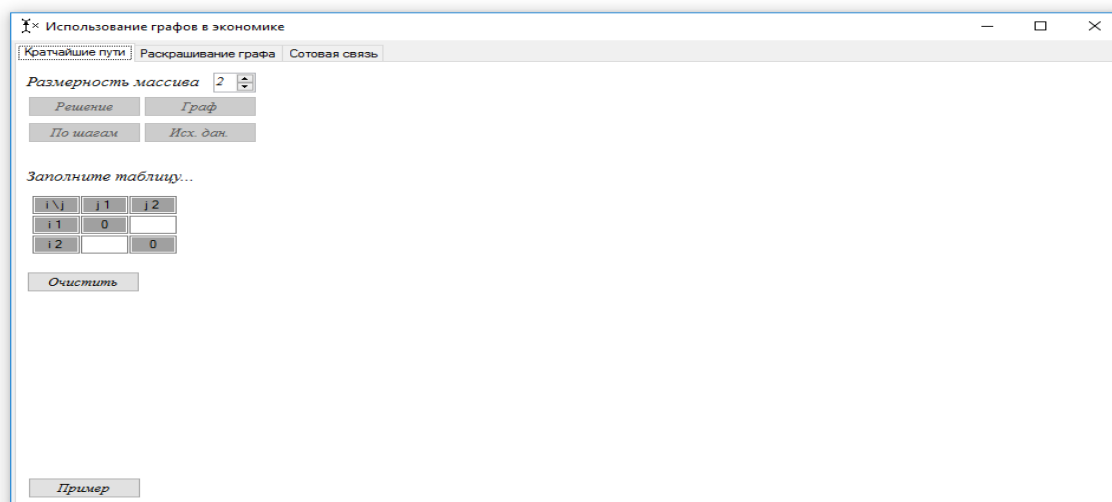 Использование графов в экономике
Кратчайшие пути Раскрашивание графа Сотовая связь
Размерность массива 2
Решение Граф
По шагам Исх. дан.
Заполните таблицу...
i \ j j 1 j 2
i 1 0
i 2 0
Очистить
Пример